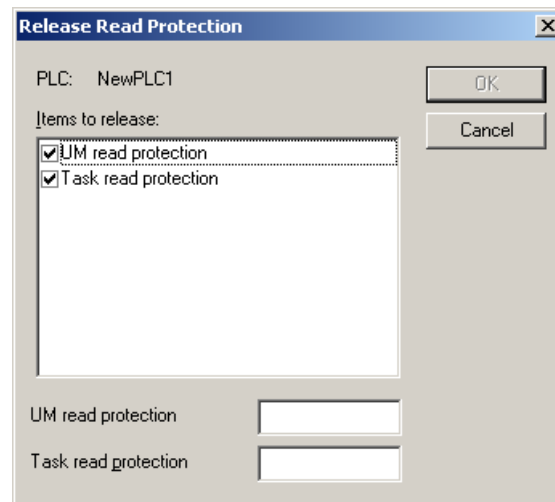 Release Read Protection
PLC: NewPLC1
OK
Items to release:
Cancel
UM read protection
Task read protection
UM read protection
Task read protection